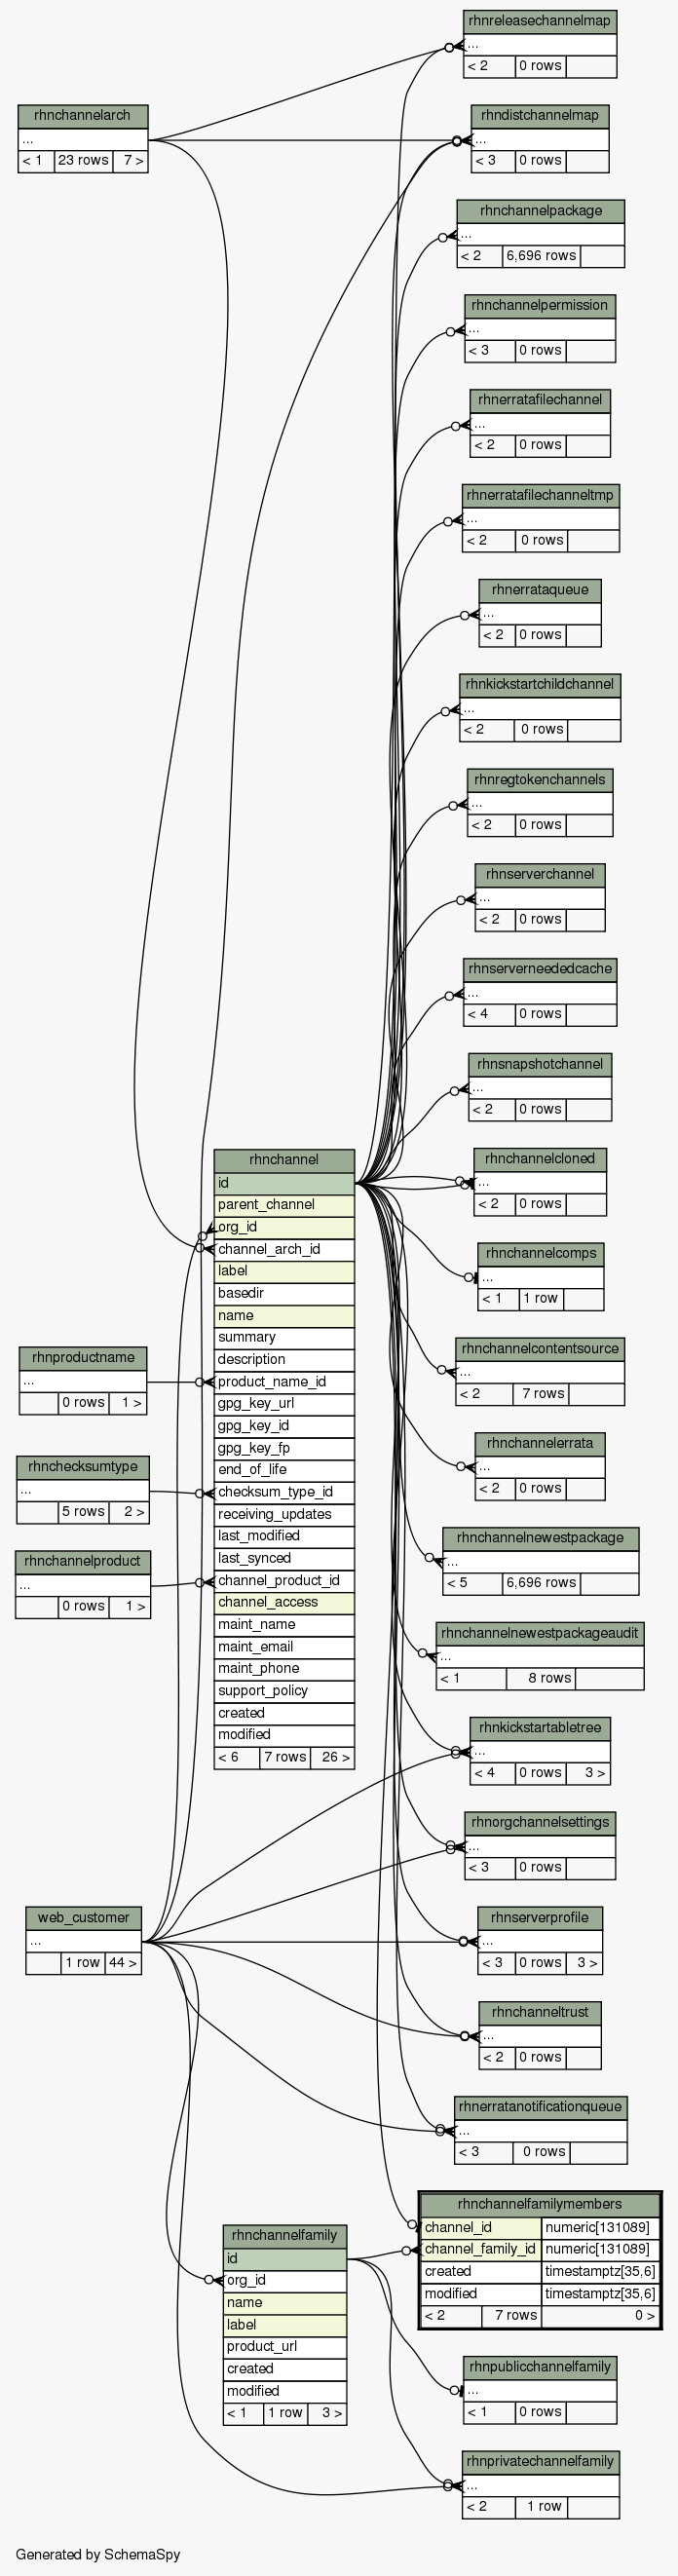 rhnreleasechannelmap
...
< 2 0 rows
rhnchannelarch
...
< 1 23 rows 7 >
rhndistchannelmap
...
< 3 0 rows
rhnchannelpackage
...
< 2 6,696 rows
rhnchannelpermission
...
< 3 0 rows
rhnerratafilechannel
...
< 2 0 rows
rhnerratafilechanneltmp
...
< 2 0 rows
rhnerrataqueue
...
< 2 0 rows
rhnkickstartchildchannel
...
< 2 0 rows
rhnregtokenchannels
...
< 2 0 rows
rhnserverchannel
...
< 2 0 rows
rhnserverneededcache
...
< 4 0 rows
rhnsnapshotchannel
...
< 2 0 rows
rhnchannel
id
parent_channel
org_id
channel_arch_id
label
basedir
name
summary
description
product_name_id
gpg_key_url
gpg_key_id
gpg_key_fp
end_of_life
checksum_type_id
receiving_updates
last_modified
last_synced
channel_product_id
channel_access
maint_name
maint_email
maint_phone
support_policy
created
modified
< 6 7 rows 26 >
rhnchannelcloned
...
< 2 0 rows
rhnchannelcomps
...
< 1 1 row
rhnproductname
...
0 rows 1 >
rhnchannelcontentsource
...
< 2 7 rows
rhnchecksumtype
...
5 rows 2 >
rhnchannelerrata
...
< 2 0 rows
rhnchannelproduct
...
0 rows 1 >
rhnchannelnewestpackage
...
< 5 6,696 rows
rhnchannelnewestpackageaudit
...
< 1 8 rows
rhnkickstartabletree
...
< 4 0 rows 3 >
rhnorgchannelsettings
...
< 3 0 rows
web_customer
...
1 row 44 >
rhnserverprofile
...
< 3 0 rows 3 >
rhnchanneltrust
...
< 2 0 rows
rhnerratanotificationqueue
...
< 3 0 rows
rhnchannelfamilymembers
channel_id numeric[131089]
channel_family_id numeric[131089]
created timestamptz[35,6]
modified timestamptz[35,6]
< 2 7 rows 0 >
rhnchannelfamily
id
org_id
name
label
product_url
created
modified
< 1 1 row 3 >
rhnpublicchannelfamily
...
< 1 0 rows
rhnprivatechannelfamily
...
< 2 1 row
Generated by SchemaSpy